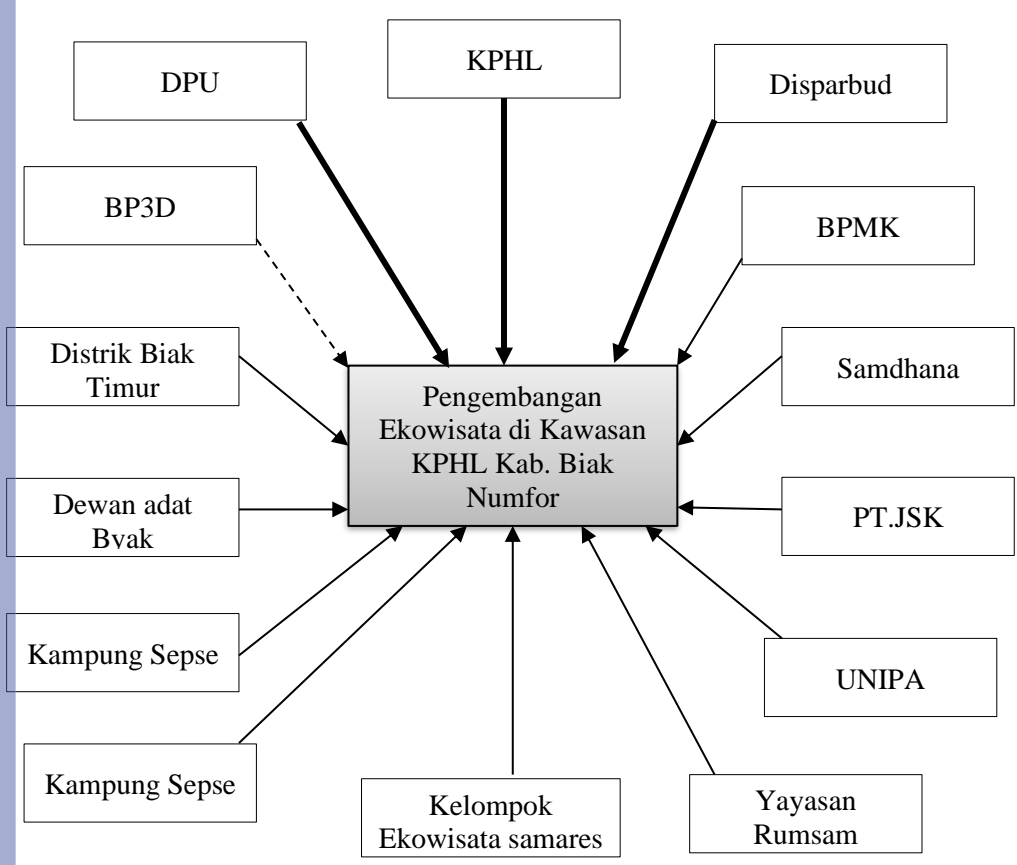 KPHL
DPU
Disparbud
BP3D
BPMK
Distrik Biak
Timur
Samdhana
Pengembangan
Ekowisata di Kawasan
KPHL Kab. Biak
Numfor
Dewan adat
Byak
PT.JSK
Kampung Sepse
UNIPA
Kampung Sepse
Kelompok
Ekowisata samares
Yayasan
Rumsam